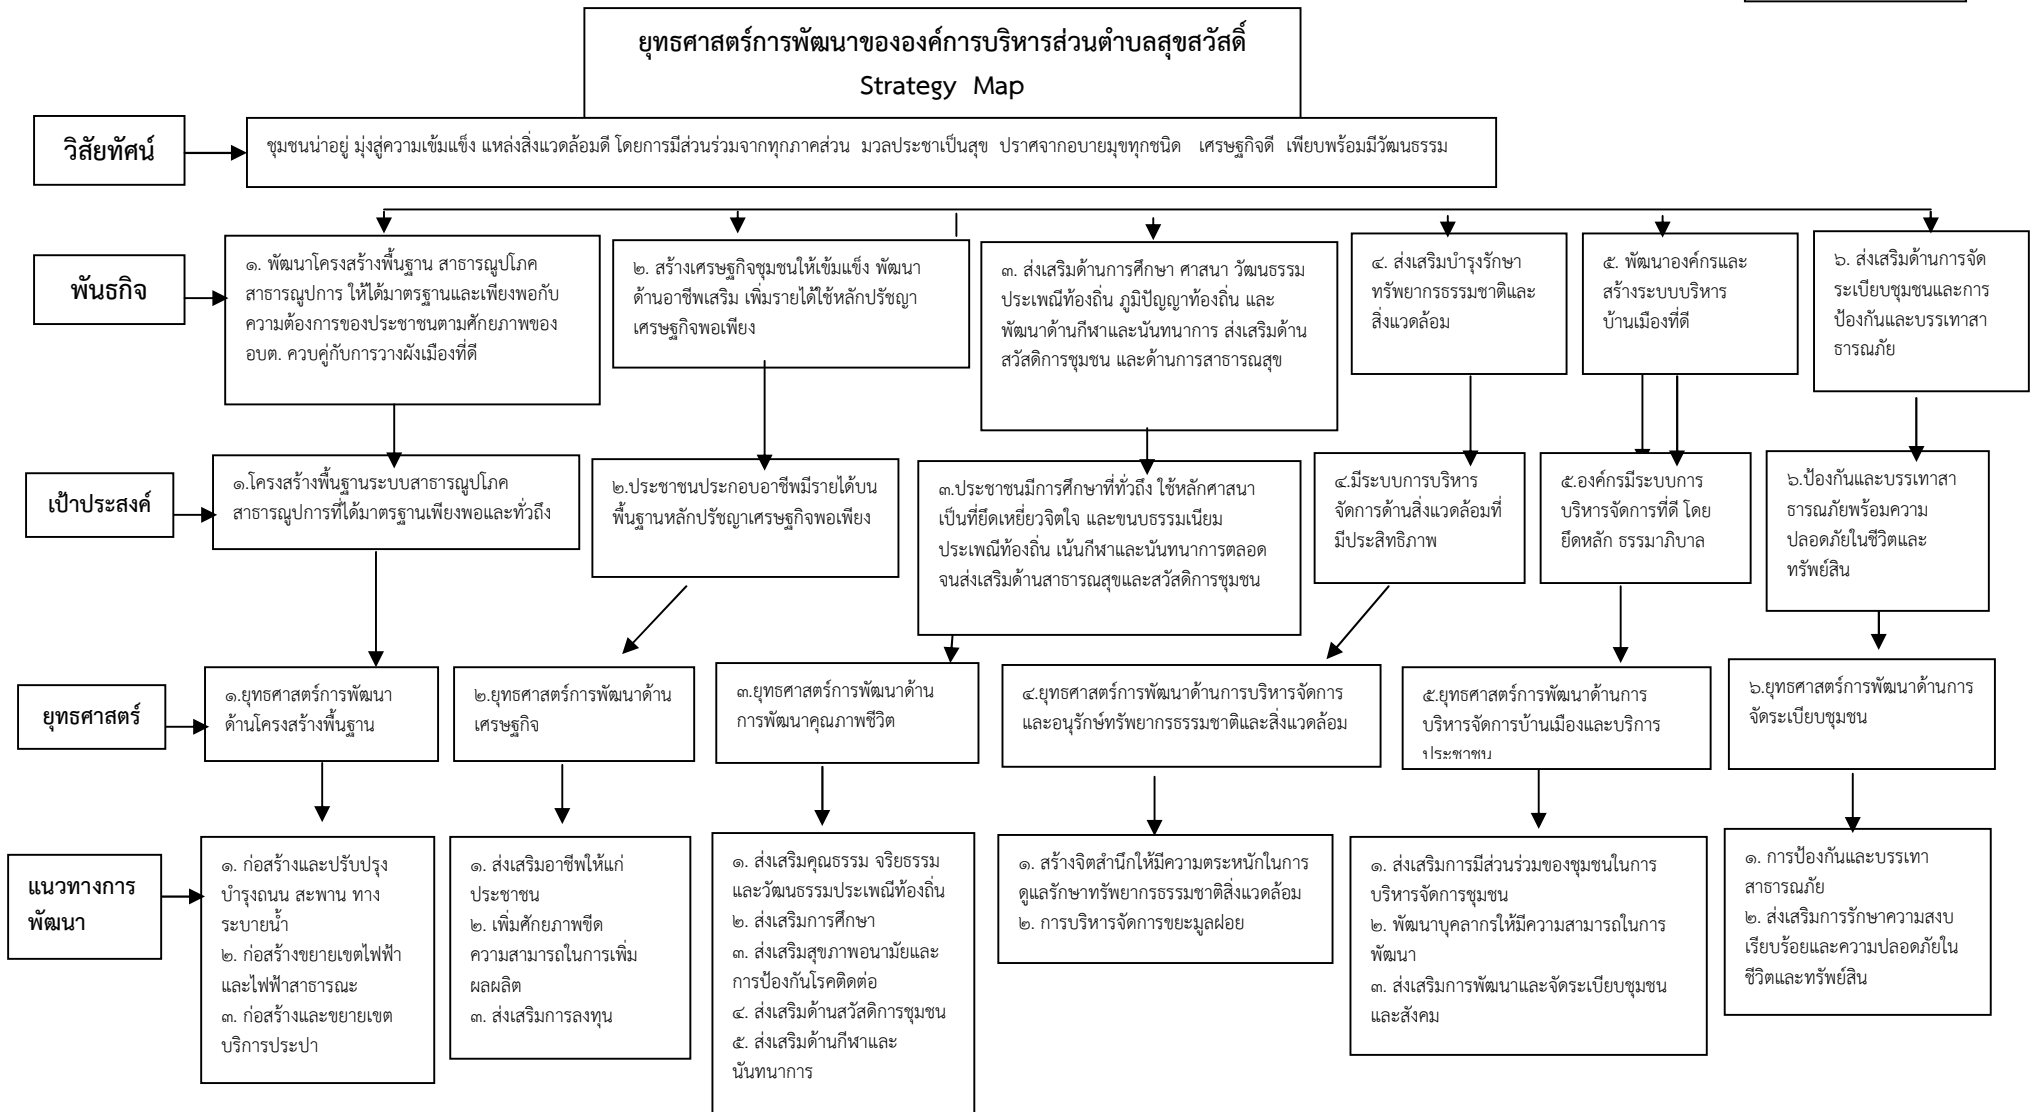 ยุทธศาสตร์การพัฒนาขององค์การบริหารส่วนตำบลสุขสวัสดิ์
Strategy Map
วิสัยทัศน์
ชุมชนน่าอยู่ มุ่งสู่ความเข้มแข็ง แหล่งสิ่งแวดล้อมดี โดยการมีส่วนร่วมจากทุกภาคส่วน มวลประชาเป็นสุข ปราศจากอบายมุขทุกชนิด เศรษฐกิจดี เพียบพร้อมมีวัฒนธรรม
พันธกิจ
๑. พัฒนาโครงสร้างพื้นฐาน สาธารณูปโภค
สาธารณูปการ ให้ได้มาตรฐานและเพียงพอกับ
ความต้องการของประชาชนตามศักยภาพของ
อบต. ควบคู่กับการวางผังเมืองที่ดี
๒. สร้างเศรษฐกิจชุมชนให้เข้มแข็ง พัฒนา
ด้านอาชีพเสริม เพิ่มรายได้ใช้หลักปรัชญา
เศรษฐกิจพอเพียง
๓. ส่งเสริมด้านการศึกษา ศาสนา วัฒนธรรม
ประเพณีท้องถิ่น ภูมิปัญญาท้องถิ่น และ
พัฒนาด้านกีฬาและนันทนาการ ส่งเสริมด้าน
สวัสดิการชุมชน และด้านการสาธารณสุข
๔. ส่งเสริมบำรุงรักษา
ทรัพยากรธรรมชาติและ
สิ่งแวดล้อม
๕. พัฒนาองค์กรและ
สร้างระบบบริหาร
บ้านเมืองที่ดี
๖. ส่งเสริมด้านการจัด
ระเบียบชุมชนและการ
ป้องกันและบรรเทาสา
ธารณภัย
เป้าประสงค์
๑.โครงสร้างพื้นฐานระบบสาธารณูปโภค
สาธารณูปการที่ได้มาตรฐานเพียงพอและทั่วถึง
๒.ประชาชนประกอบอาชีพมีรายได้บน
พื้นฐานหลักปรัชญาเศรษฐกิจพอเพียง
๓.ประชาชนมีการศึกษาที่ทั่วถึง ใช้หลักศาสนา
เป็นที่ยึดเหยี่ยวจิตใจ และขนบธรรมเนียม
ประเพณีท้องถิ่น เน้นกีฬาและนันทนาการตลอด
จนส่งเสริมด้านสาธารณสุขและสวัสดิการชุมชน
๔.มีระบบการบริหาร
จัดการด้านสิ่งแวดล้อมที่
มีประสิทธิภาพ
๕.องค์กรมีระบบการ
บริหารจัดการที่ดี โดย
ยึดหลัก ธรรมาภิบาล
๖.ป้องกันและบรรเทาสา
ธารณภัยพร้อมความ
ปลอดภัยในชีวิตและ
ทรัพย์สิน
ยุทธศาสตร์
๑.ยุทธศาสตร์การพัฒนา
ด้านโครงสร้างพื้นฐาน
๒.ยุทธศาสตร์การพัฒนาด้าน
เศรษฐกิจ
๓.ยุทธศาสตร์การพัฒนาด้าน
การพัฒนาคุณภาพชีวิต
๔.ยุทธศาสตร์การพัฒนาด้านการบริหารจัดการ
และอนุรักษ์ทรัพยากรธรรมชาติและสิ่งแวดล้อม
๕.ยุทธศาสตร์การพัฒนาด้านการ
บริหารจัดการบ้านเมืองและบริการ
ประชาชน
๖.ยุทธศาสตร์การพัฒนาด้านการ
จัดระเบียบชุมชน
แนวทางการ
พัฒนา
๑. ก่อสร้างและปรับปรุง
บำรุงถนน สะพาน ทาง
ระบายน้ำ
๒. ก่อสร้างขยายเขตไฟฟ้า
และไฟฟ้าสาธารณะ
๓. ก่อสร้างและขยายเขต
บริการประปา
๑. ส่งเสริมอาชีพให้แก่
ประชาชน
๒. เพิ่มศักยภาพขีด
ความสามารถในการเพิ่ม
ผลผลิต
๓. ส่งเสริมการลงทุน
๑. ส่งเสริมคุณธรรม จริยธรรม
และวัฒนธรรมประเพณีท้องถิ่น
๒. ส่งเสริมการศึกษา
๓. ส่งเสริมสุขภาพอนามัยและ
การป้องกันโรคติดต่อ
๔. ส่งเสริมด้านสวัสดิการชุมชน
๕. ส่งเสริมด้านกีฬาและ
นันทนาการ
๑. สร้างจิตสำนึกให้มีความตระหนักในการ
ดูแลรักษาทรัพยากรธรรมชาติสิ่งแวดล้อม
๒. การบริหารจัดการขยะมูลฝอย
๑. ส่งเสริมการมีส่วนร่วมของชุมชนในการ
บริหารจัดการชุมชน
๒. พัฒนาบุคลากรให้มีความสามารถในการ
พัฒนา
๓. ส่งเสริมการพัฒนาและจัดระเบียบชุมชน
และสังคม
๑. การป้องกันและบรรเทา
สาธารณภัย
๒. ส่งเสริมการรักษาความสงบ
เรียบร้อยและความปลอดภัยใน
ชีวิตและทรัพย์สิน